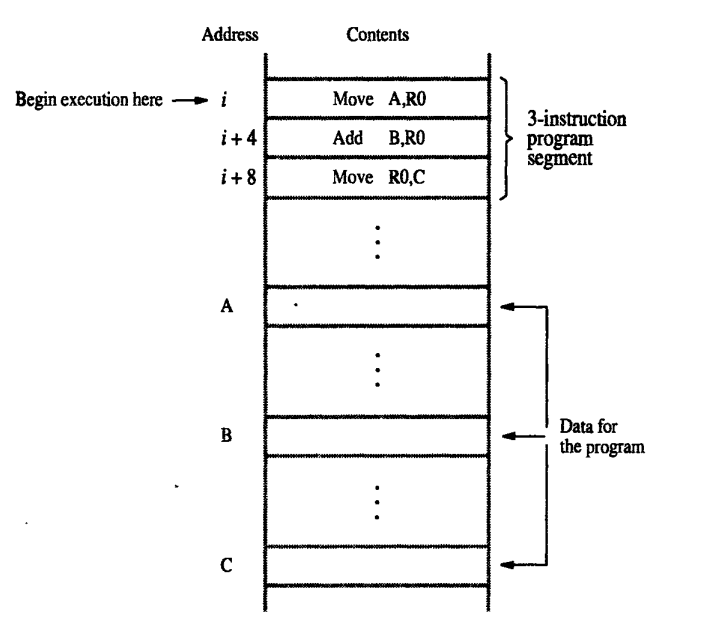 Address Contents
Begin execution here i Move A,R0
i + 4 Add B,R0
i + 8 Move R0,C
3-instruction
program
segment
A
B
Data for
the program
C